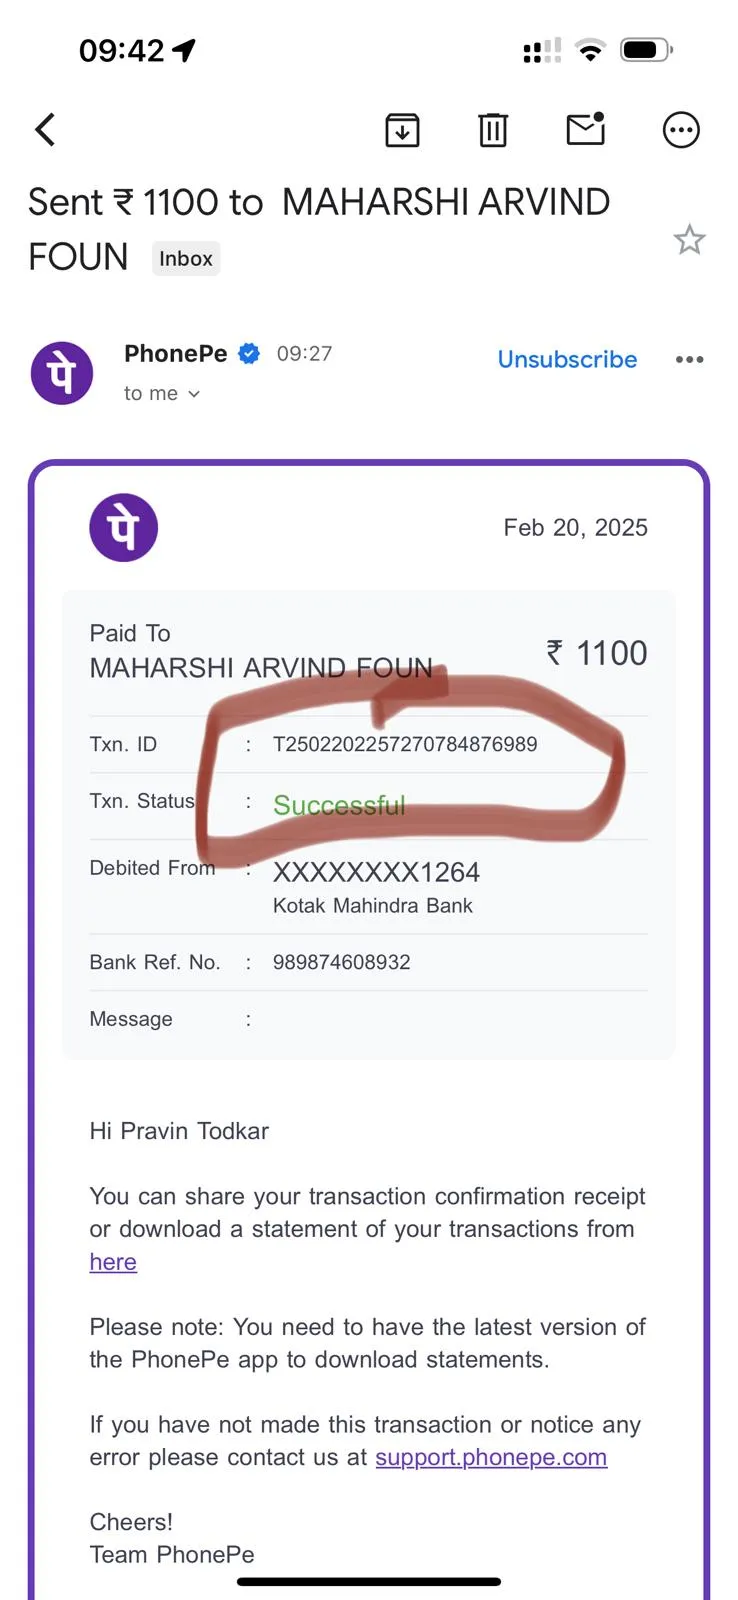 09:42
Sent ₹ 1100 to MAHARSHI ARVIND
FOUN Inbox
PhonePe 09:27
Unsubscribe
to me
पे
पे
Feb 20, 2025
Paid To
MAHARSHI ARVIND FOUN
₹ 1100
Txn. ID : T2502202257270784876989
Txn. Status : Successful
Debited From : XXXXXXXX1264
Kotak Mahindra Bank
Bank Ref. No. : 989874608932
Message :
Hi Pravin Todkar
You can share your transaction confirmation receipt
or download a statement of your transactions from
here
Please note: You need to have the latest version of
the PhonePe app to download statements.
If you have not made this transaction or notice any
error please contact us at support.phonepe.com
Cheers!
Team PhonePe